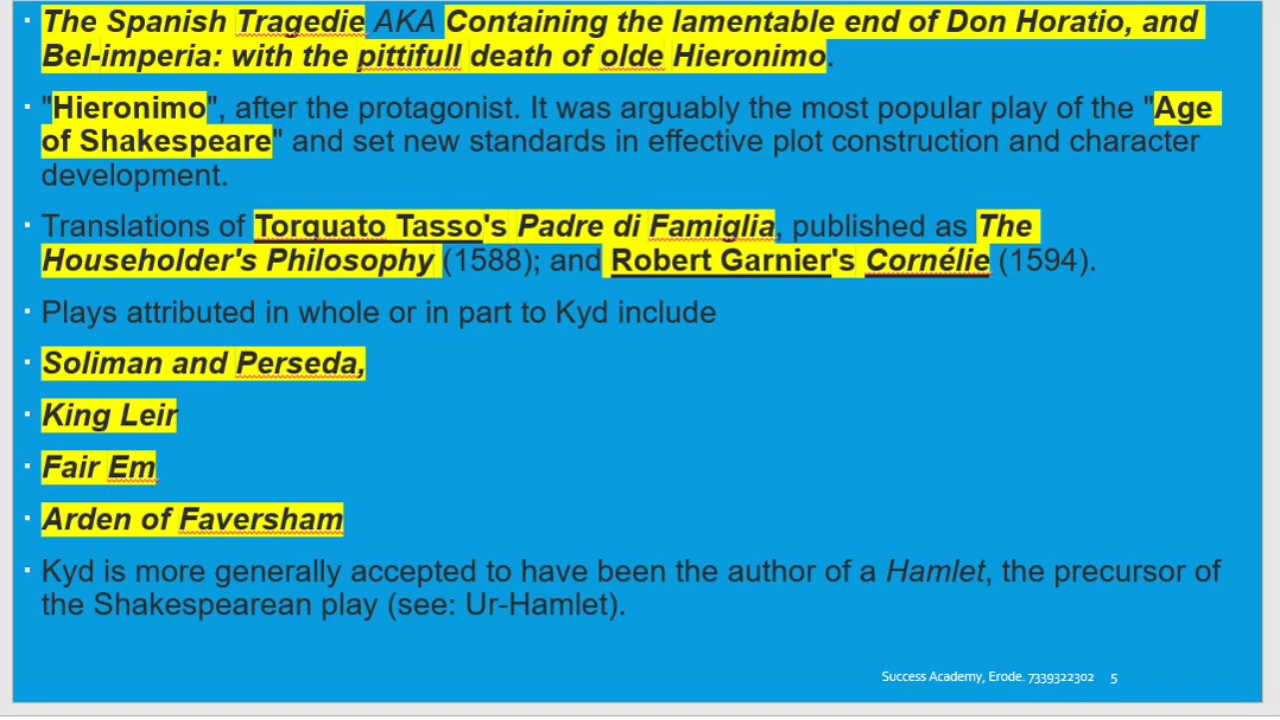 The Spanish Tragedie AKA Containing the lamentable end of Don Horatio, and
Bel-imperia: with the pittifull death of olde Hieronimo.
"Hieronimo", after the protagonist. It was arguably the most popular play of the "Age
of Shakespeare" and set new standards in effective plot construction and character
development.
Translations of Torquato Tasso's Padre di Famiglia, published as The
Householder's Philosophy (1588); and Robert Garnier's Cornélie (1594).
Plays attributed in whole or in part to Kyd include
Soliman and Perseda,
King Leir
Fair Em
Arden of Faversham
Kyd is more generally accepted to have been the author of a Hamlet, the precursor of
the Shakespearean play (see: Ur-Hamlet).
Success Academy, Erode. 7339322302 5